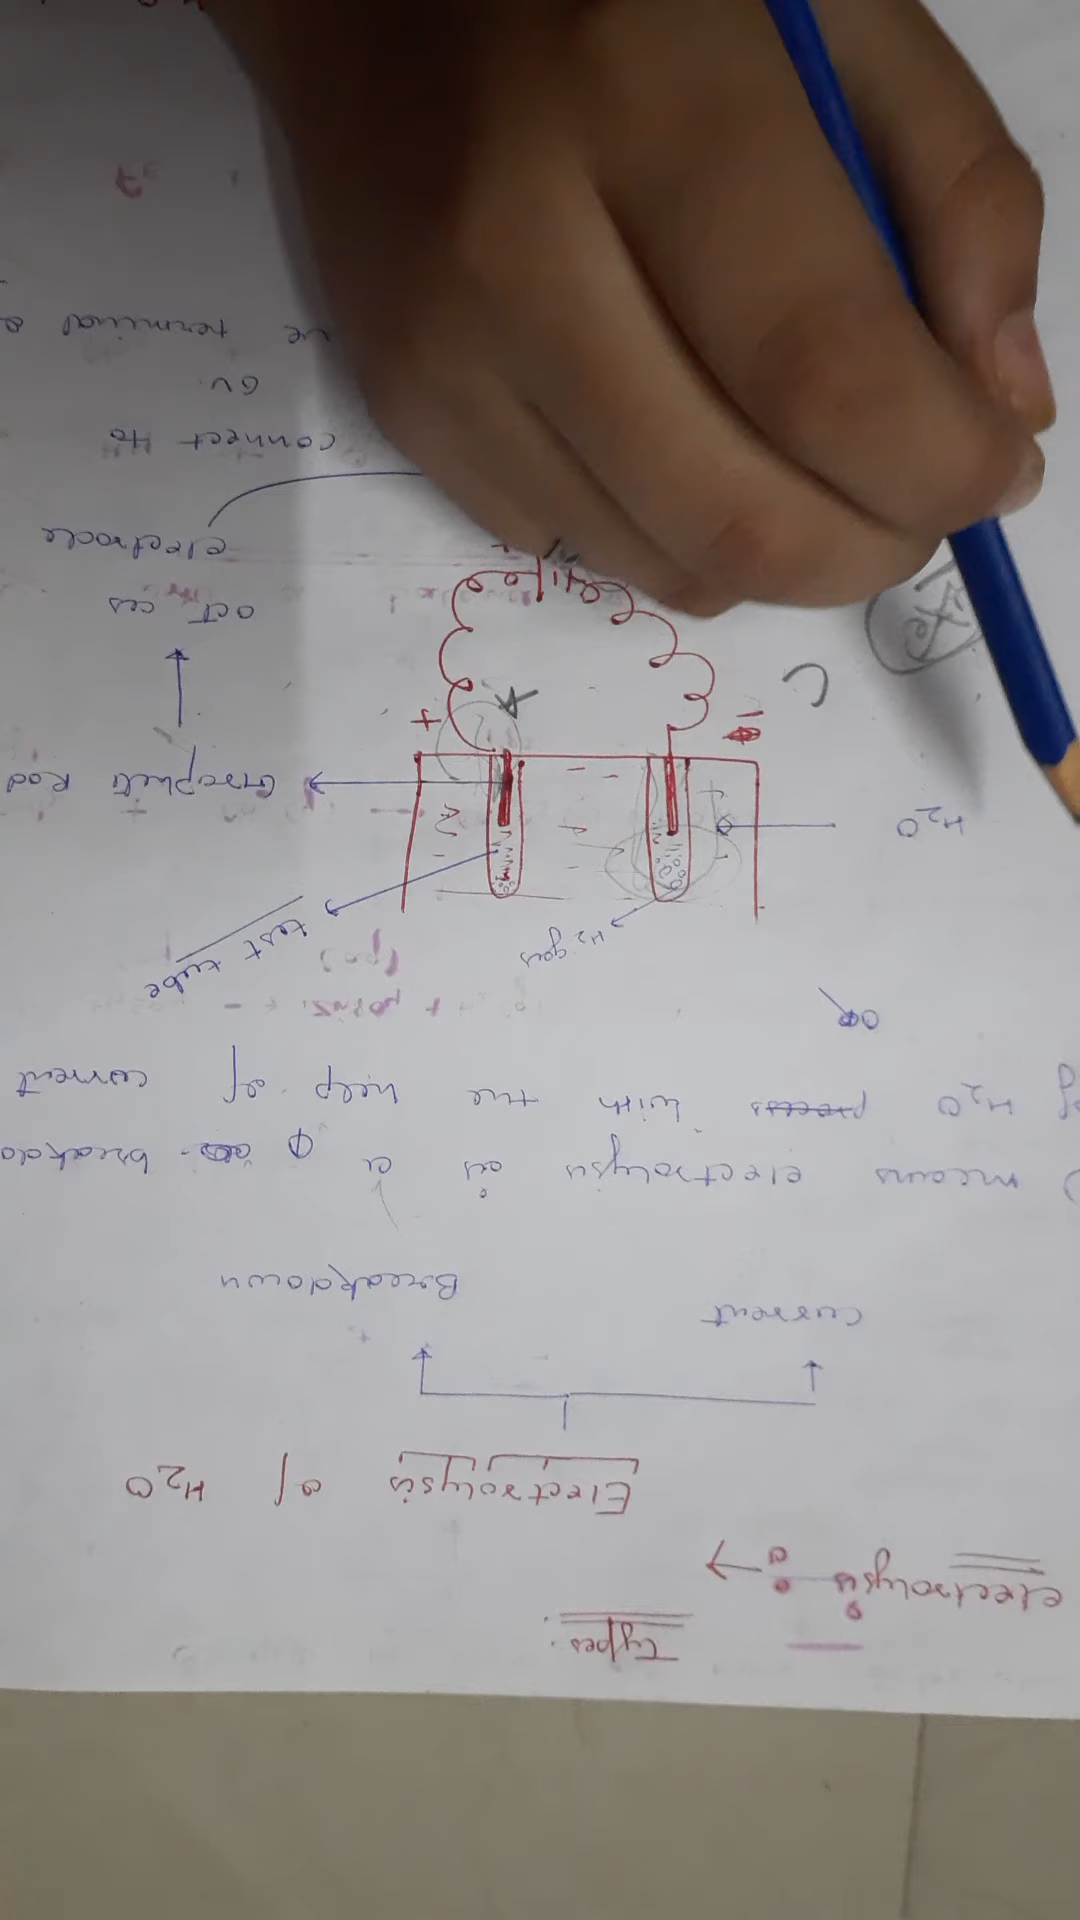 Types.
electrolysis : →
Electrolysis of H2O
current Breakdown
means electrolysis is a breakdo
H2O process with the help of current
OR
H2 gas
test tube
H2O
Graphite Rod
+ A - C
act as
electrode
connect to
6V
ve terminal